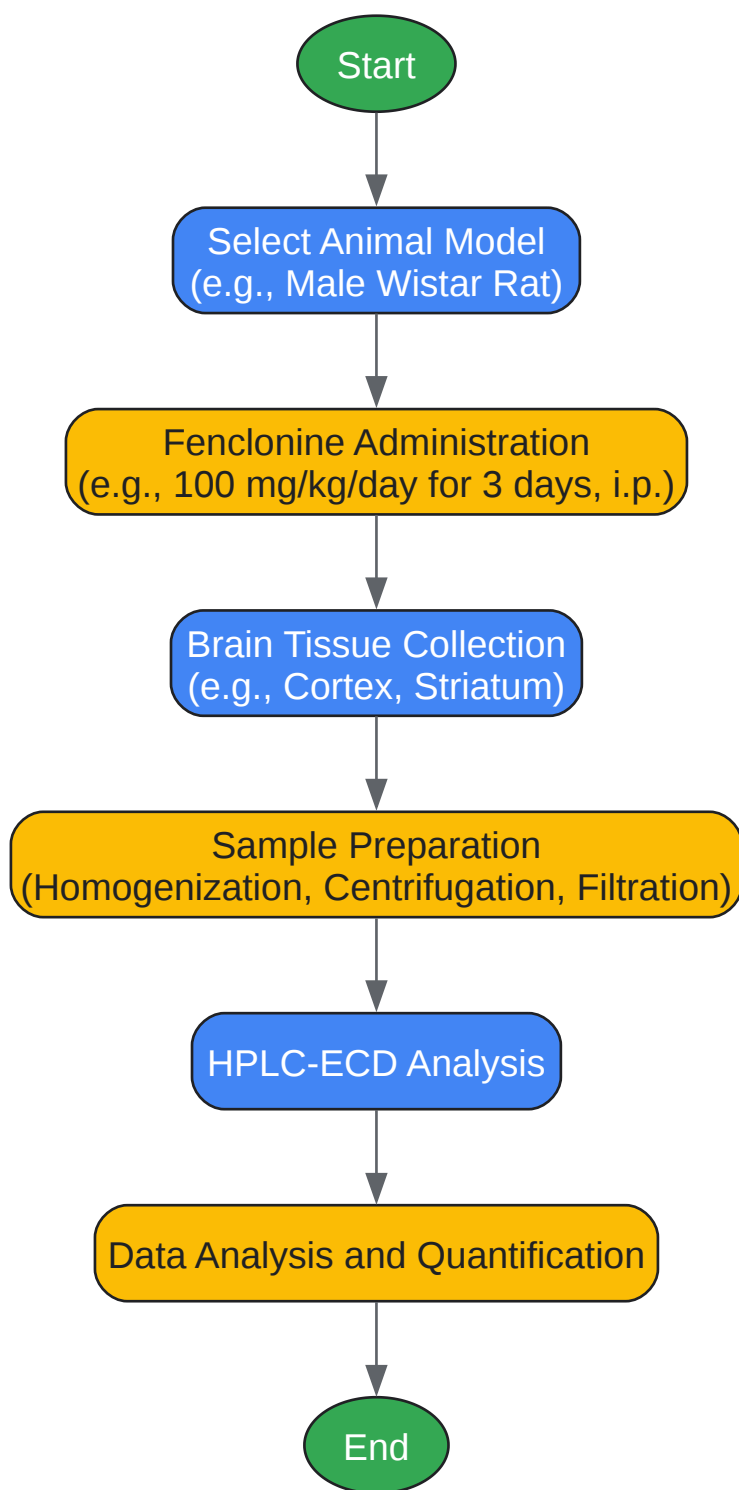 Start
Select Animal Model
(e.g., Male Wistar Rat)
Fenclonine Administration
(e.g., 100 mg/kg/day for 3 days, i.p.)
Brain Tissue Collection
(e.g., Cortex, Striatum)
Sample Preparation
(Homogenization, Centrifugation, Filtration)
HPLC-ECD Analysis
Data Analysis and Quantification
End